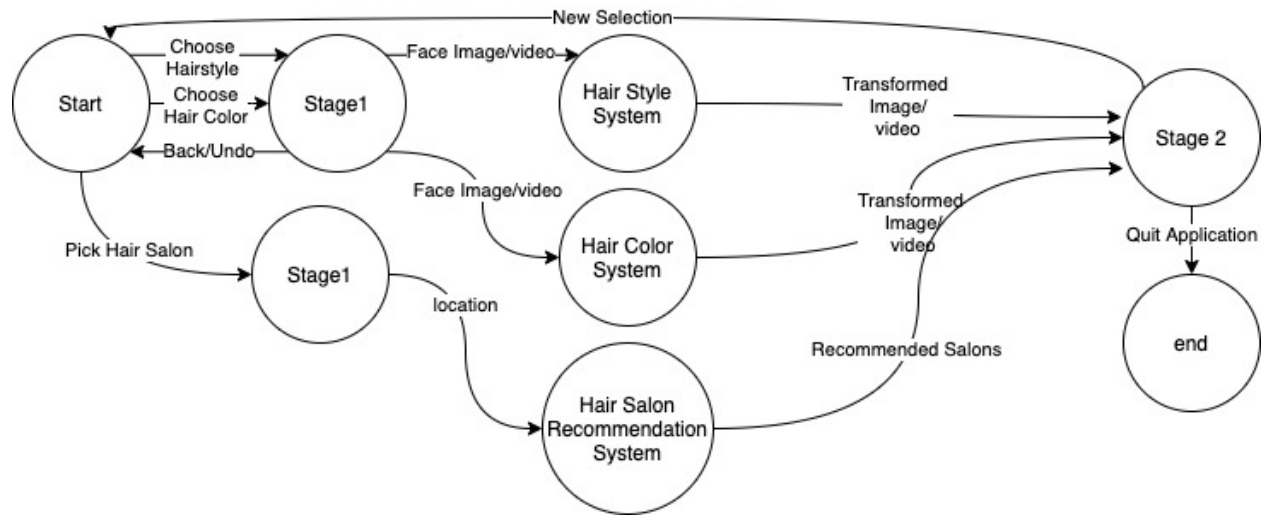 New Selection
Choose
Hairstyle
Face Image/video
Start
Choose
Hair Color
Stage1
Hair Style
System
Transformed
Image/
video
Stage 2
Back/Undo
Face Image/video
Transformed
Image/
video
Pick Hair Salon
Stage1
Hair Color
System
Quit Application
location
Recommended Salons
end
Hair Salon
Recommendation
System